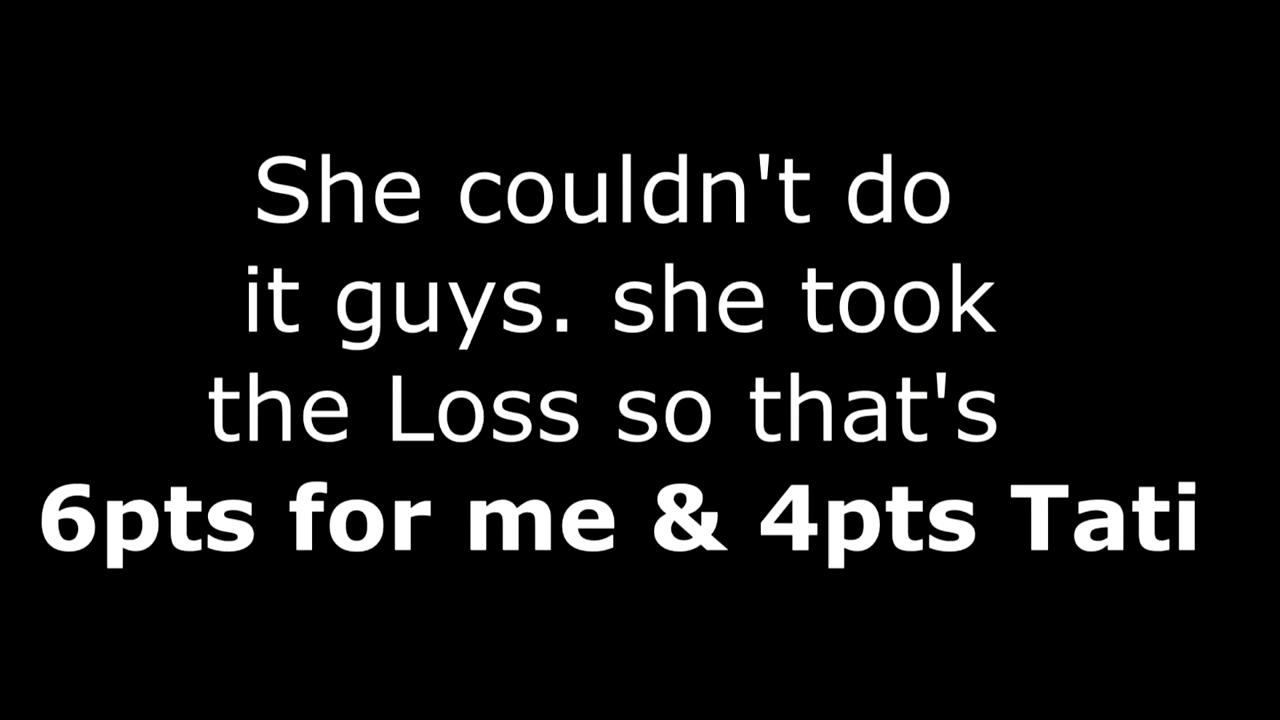 She couldn't do
it guys. she took
the Loss so that's
6pts for me & 4pts Tati